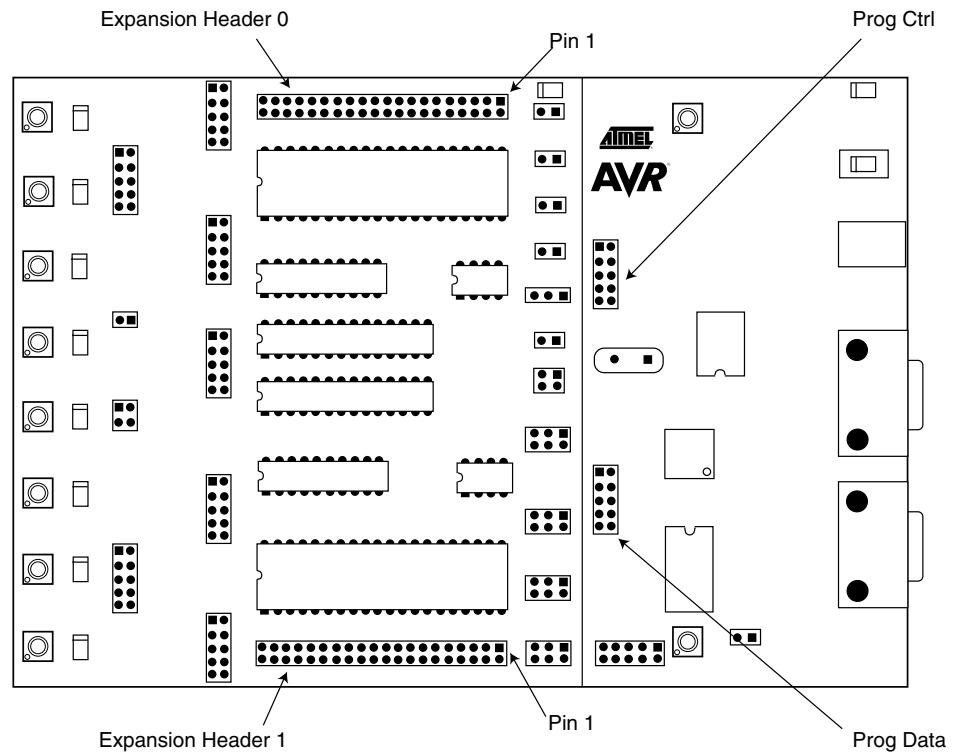 Expansion Header 0
Prog Ctrl
Pin 1
ATMEL
AVR
Pin 1
Expansion Header 1
Prog Data